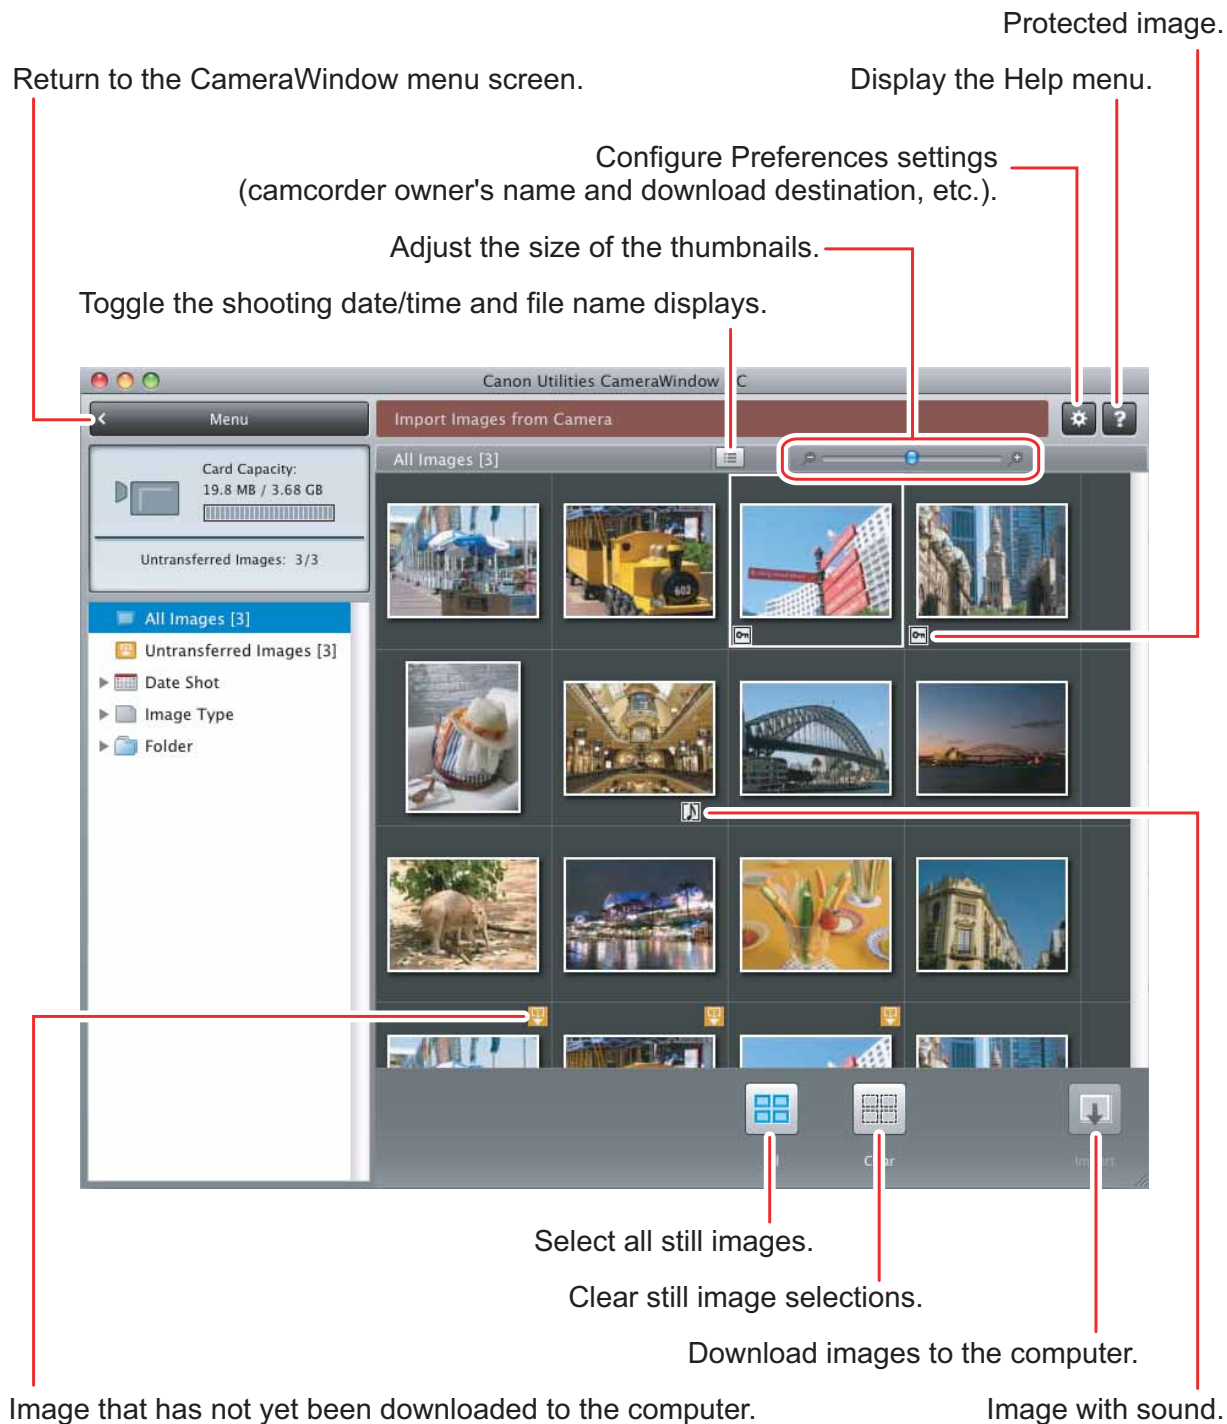 Protected image.
Return to the CameraWindow menu screen.
Display the Help menu.
Configure Preferences settings
(camcorder owner's name and download destination, etc.).
Adjust the size of the thumbnails.
Toggle the shooting date/time and file name displays.
Canon Utilities CameraWindow
Menu
Import Images from Camera
?
Card Capacity:
19.8 MB / 3.68 GB
Untransferred Images: 3/3
All Images [3]
All Images [3]
Untransferred Images [3]
Date Shot
Image Type
Folder
602
Select all still images.
Clear still image selections.
Download images to the computer.
Image that has not yet been downloaded to the computer.
Image with sound.